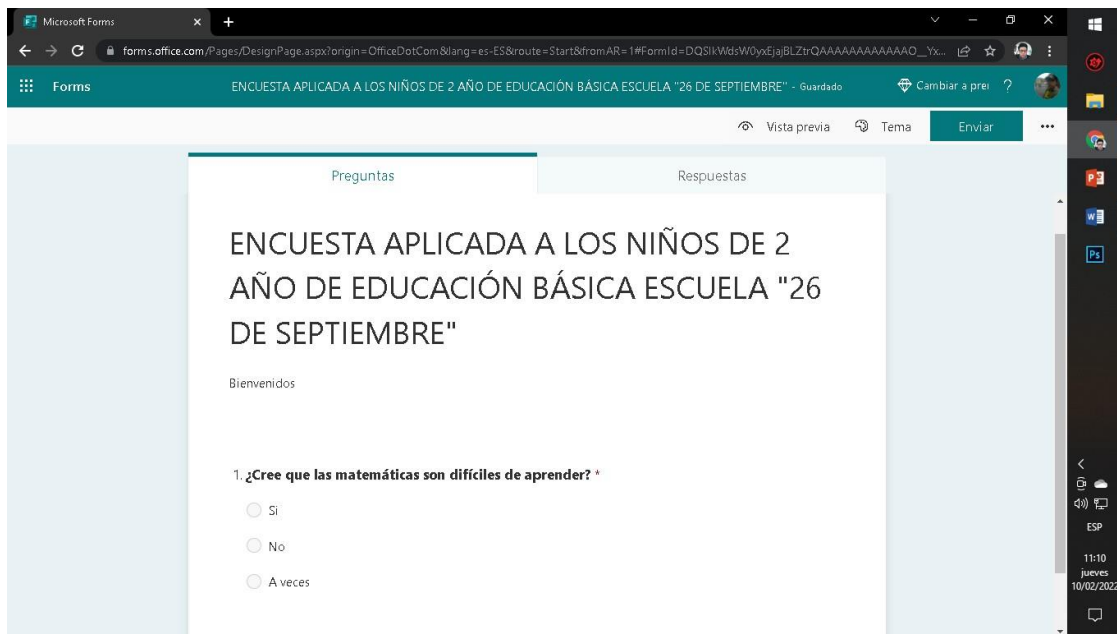 Microsoft Forms
forms.office.com/Pages/DesignPage.aspx?origin=OfficeDotCom&lang=es-ES&route=Start&fromAR=1#FormId=DQSIkWdsW0yxEjajBLZtrQAAAAAAAAAAAAO__Yx...
Forms
ENCUESTA APLICADA A LOS NIÑOS DE 2 AÑO DE EDUCACIÓN BÁSICA ESCUELA "26 DE SEPTIEMBRE" - Guardado
Cambiar a prei
?
Vista previa
Tema
Enviar
Preguntas
Respuestas
ENCUESTA APLICADA A LOS NIÑOS DE 2
AÑO DE EDUCACIÓN BÁSICA ESCUELA "26
DE SEPTIEMBRE"
Bienvenidos
1. ¿Cree que las matemáticas son difíciles de aprender? *
Si
No
A veces
Ps
ESP
11:10
jueves
10/02/2022